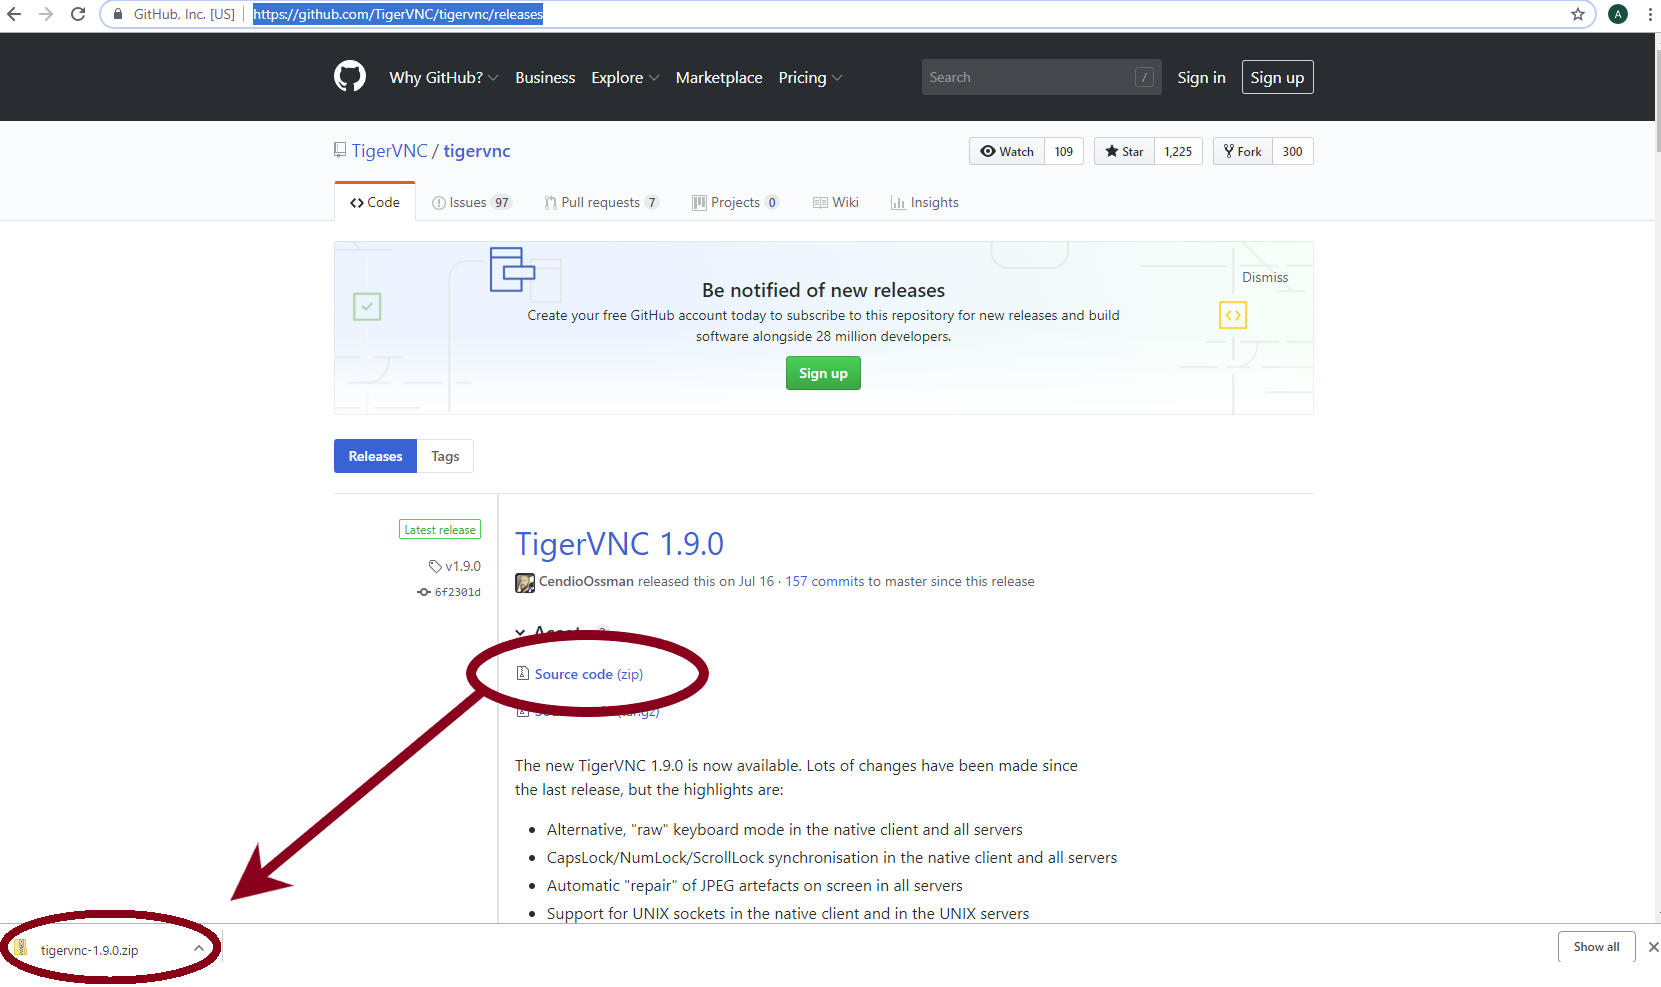 GitHub, Inc. [US] https://github.com/TigerVNC/tigervnc/releases A
Why GitHub? Business Explore Marketplace Pricing Search / Sign in Sign up
TigerVNC / tigervnc Watch 109 Star 1,225 Fork 300
Code Issues 97 Pull requests 7 Projects 0 Wiki Insights
Dismiss
Be notified of new releases
Create your free GitHub account today to subscribe to this repository for new releases and build
software alongside 28 million developers.
Sign up
Releases Tags
Latest release
v1.9.0
6f2301d
TigerVNC 1.9.0
CendioOssman released this on Jul 16 · 157 commits to master since this release
Source code (zip)
The new TigerVNC 1.9.0 is now available. Lots of changes have been made since
the last release, but the highlights are:
• Alternative, "raw" keyboard mode in the native client and all servers
• CapsLock/NumLock/ScrollLock synchronisation in the native client and all servers
• Automatic "repair" of JPEG artefacts on screen in all servers
• Support for UNIX sockets in the native client and in the UNIX servers
tigervnc-1.9.0.zip Show all